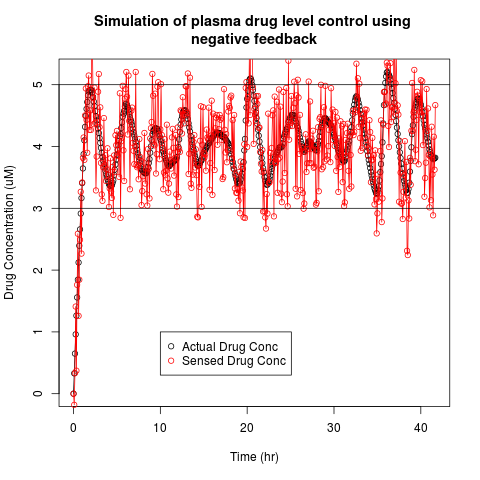 Simulation of plasma drug level control using
negative feedback
Drug Concentration (uM)
5
4
3
2
1
0
Actual Drug Conc
Sensed Drug Conc
0 10 20 30 40
Time (hr)